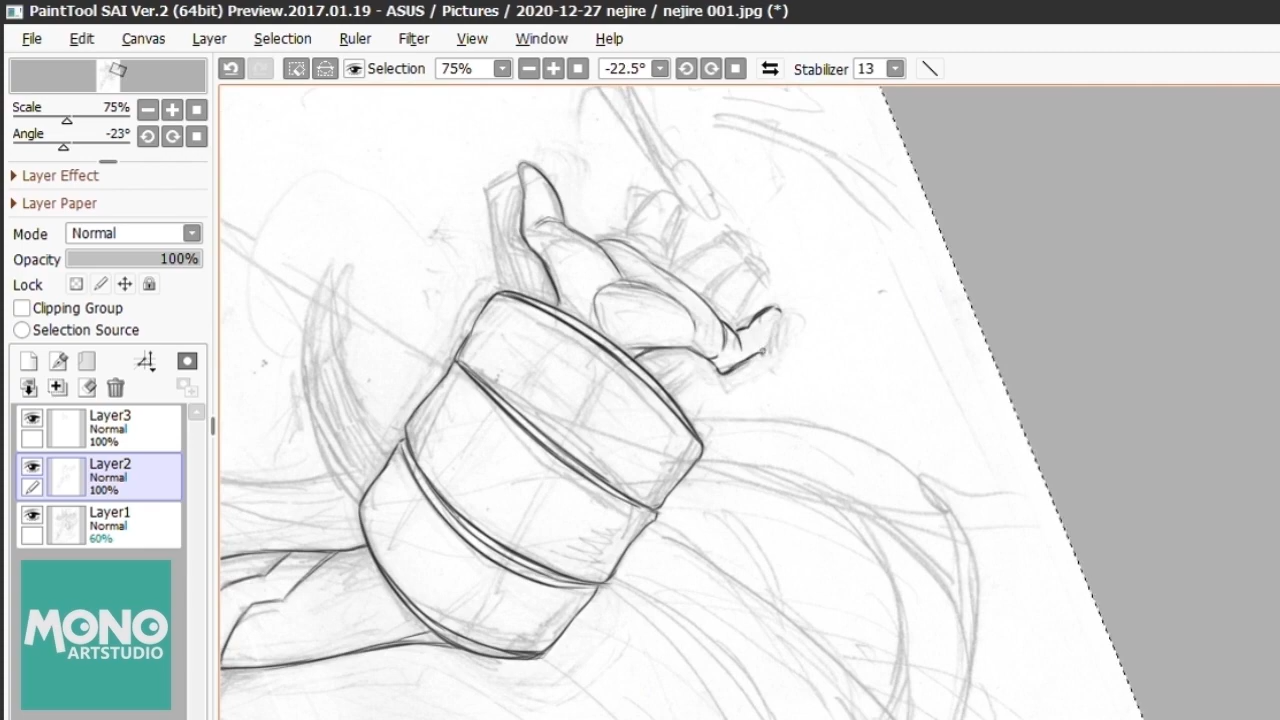 PaintTool SAI Ver.2 (64bit) Preview.2017.01.19 - ASUS / Pictures / 2020-12-27 nejire / nejire 001.jpg (*)
File Edit Canvas Layer Selection Ruler Filter View Window Help
Selection 75% -22.5° Stabilizer 13
Scale 75%
Angle -23°
Layer Effect
Layer Paper
Mode Normal
Opacity 100%
Lock
Clipping Group
Selection Source
Layer3
Normal
100%
Layer2
Normal
100%
Layer1
Normal
60%
MONO
ARTSTUDIO